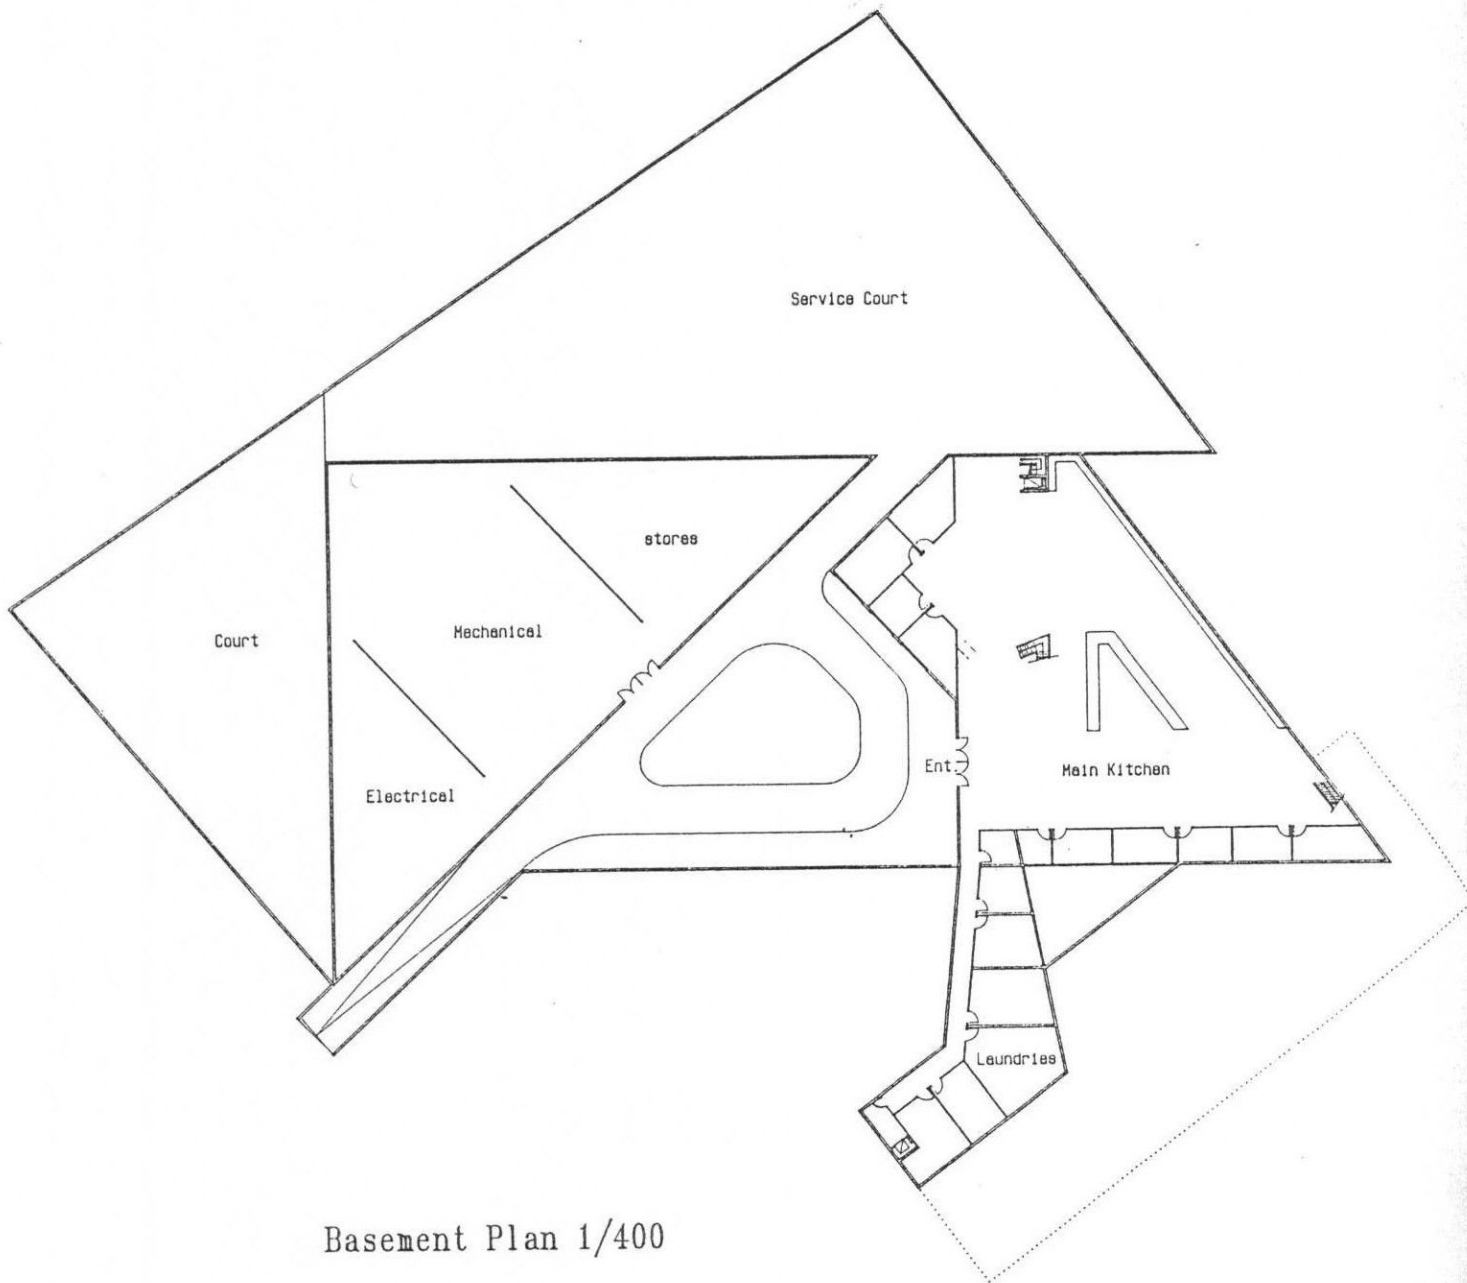 Service Court
stores
Court
Mechanical
Electrical
Ent.
Main Kitchen
Laundries
Basement Plan 1/400